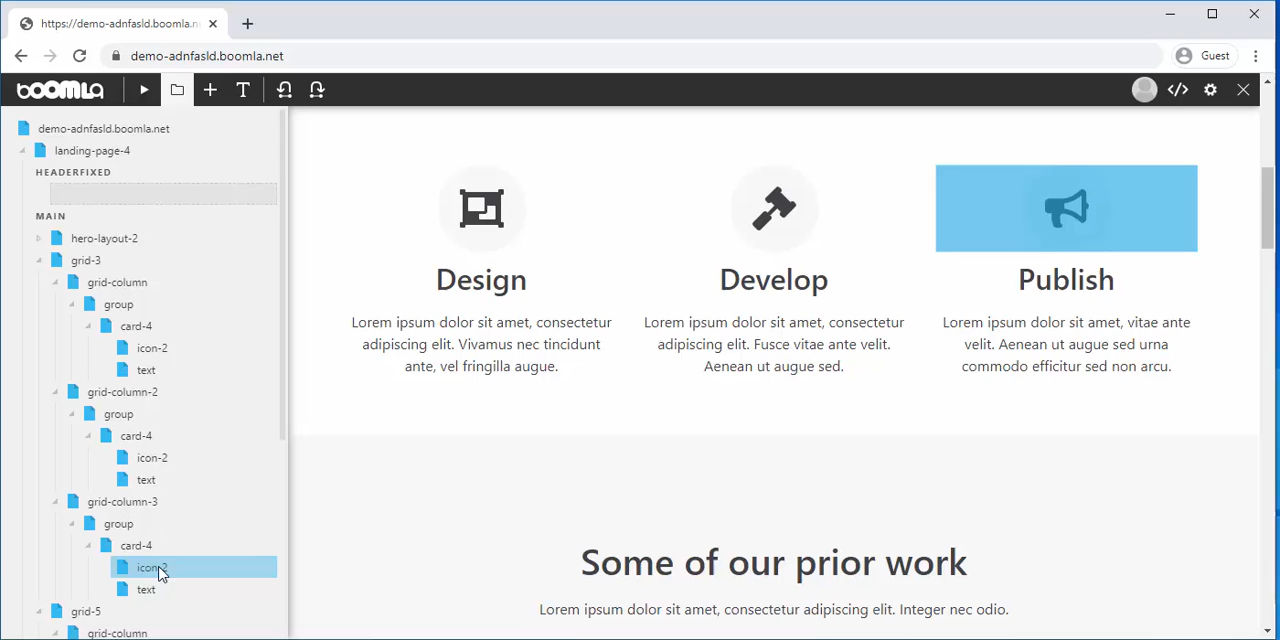 https://demo-adnfasld.boomla.n
demo-adnfasld.boomla.net
Guest
boomla
demo-adnfasld.boomla.net
landing-page-4
HEADERFIXED
MAIN
hero-layout-2
grid-3
grid-column
group
card-4
icon-2
text
grid-column-2
group
card-4
icon-2
text
grid-column-3
group
card-4
icon-2
text
grid-5
grid-column
Design
Lorem ipsum dolor sit amet, consectetur
adipiscing elit. Vivamus nec tincidunt
ante, vel fringilla augue.
Develop
Lorem ipsum dolor sit amet, consectetur
adipiscing elit. Fusce vitae ante velit.
Aenean ut augue sed.
Publish
Lorem ipsum dolor sit amet, vitae ante
velit. Aenean ut augue sed urna
commodo efficitur sed non arcu.
Some of our prior work
Lorem ipsum dolor sit amet, consectetur adipiscing elit. Integer nec odio.